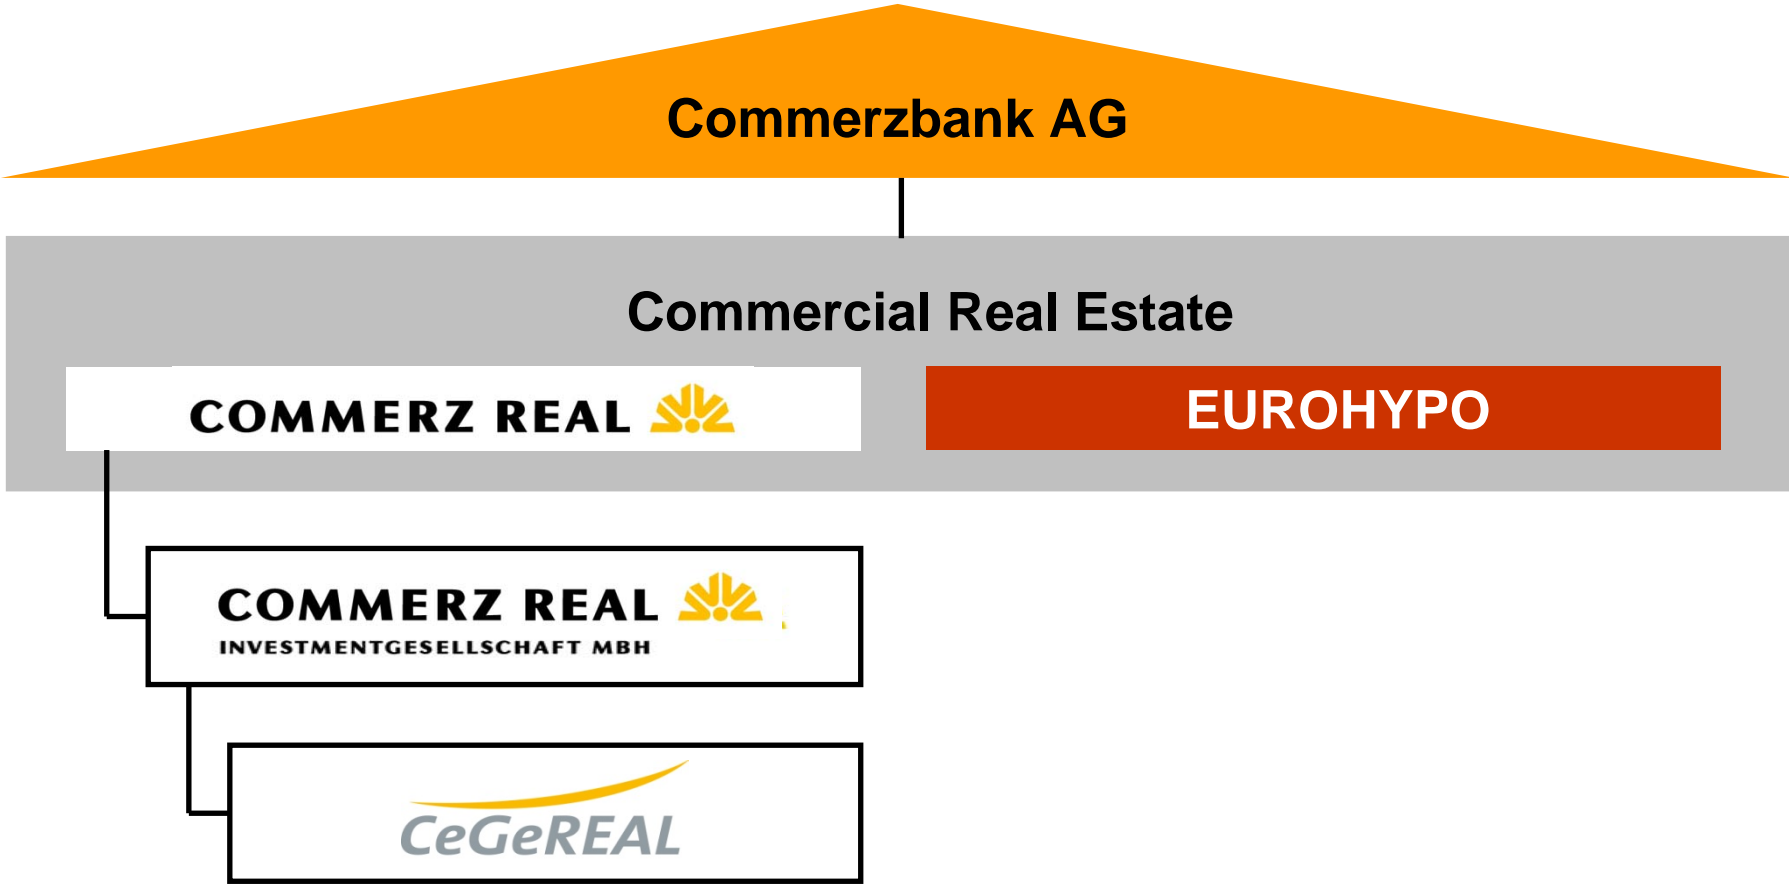 Commerzbank AG
Commercial Real Estate
COMMERZ REAL
EUROHYPO
COMMERZ REAL
INVESTMENTGESELLSCHAFT MBH
CeGeREAL